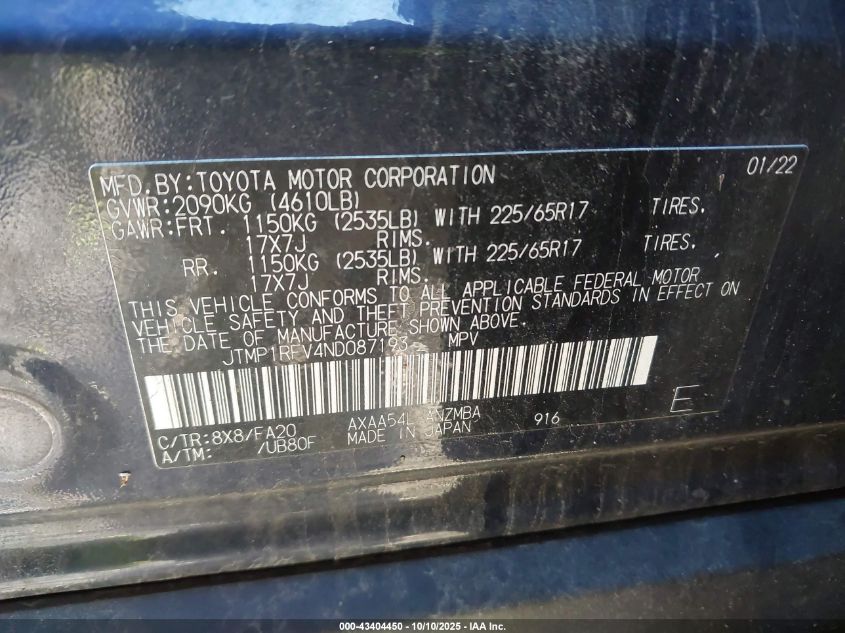 MFD.BY:TOYOTA MOTOR CORPORATION 01/22
GVWR:2090KG (4610LB)
GAWR:FRT. 1150KG (2535LB) WITH 225/65R17 TIRES.
17X7J RIMS.
RR. 1150KG (2535LB) WITH 225/65R17 TIRES.
17X7J RIMS.
THIS VEHICLE CONFORMS TO ALL APPLICABLE FEDERAL MOTOR
VEHICLE SAFETY AND THEFT PREVENTION STANDARDS IN EFFECT ON
THE DATE OF MANUFACTURE SHOWN ABOVE.
JTMP1RFV4ND087193 MPV
C/TR:8X8/FA20 AXAA54L ANZMBA 916 E
A/TM: /UB80F MADE IN JAPAN
000-43404450 - 10/10/2025 - IAA Inc.